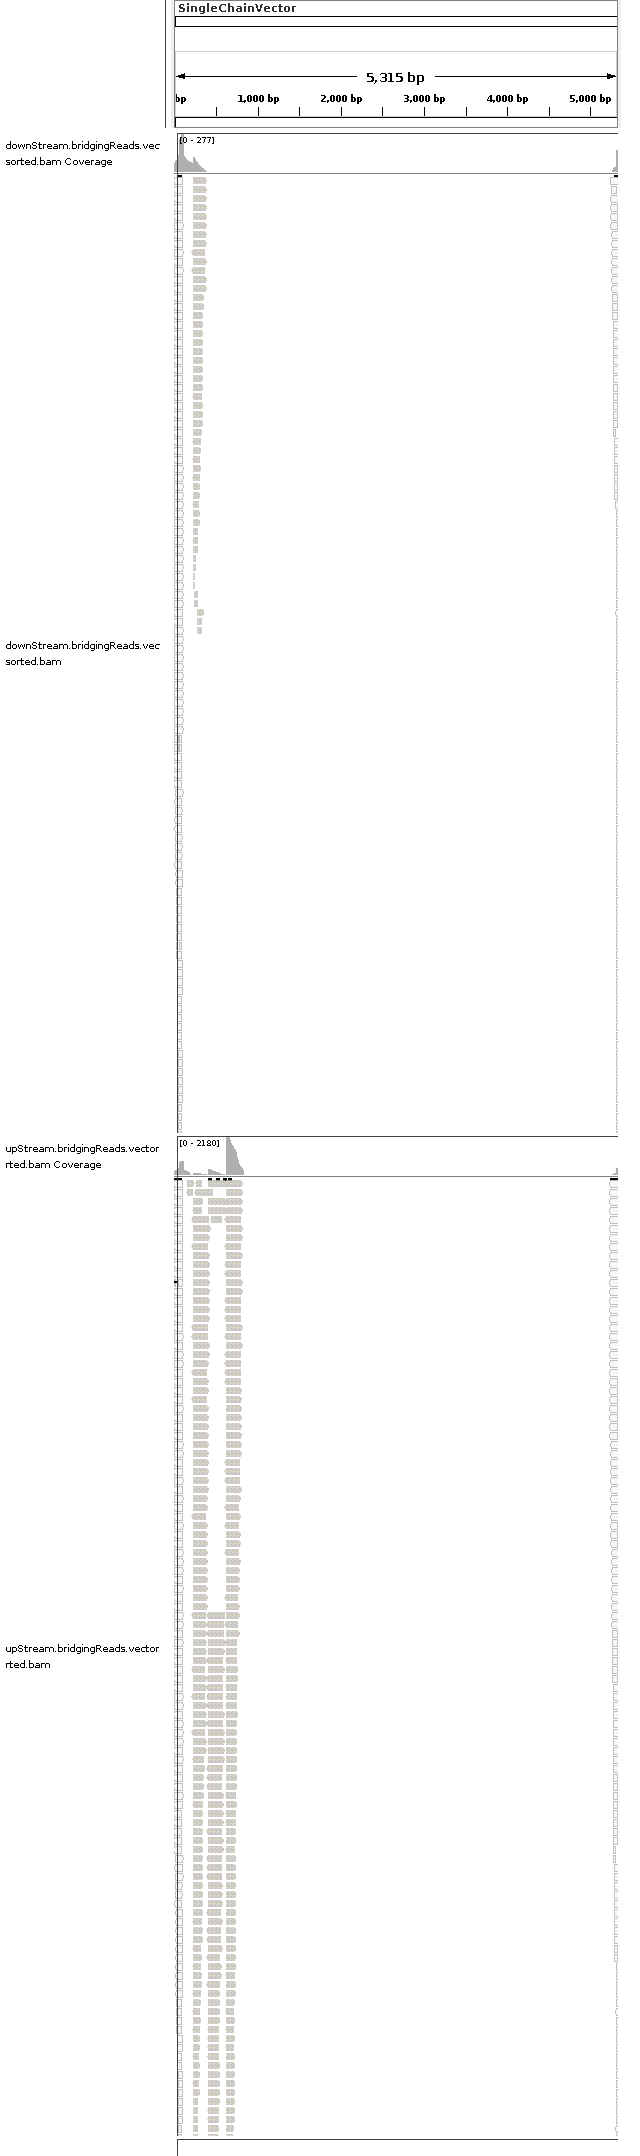 SingleChainVector
5,315 bp
bp 1,000 bp 2,000 bp 3,000 bp 4,000 bp 5,000 bp
downStream.bridgingReads.vec
sorted.bam Coverage
[0 - 277]
downStream.bridgingReads.vec
sorted.bam
upStream.bridgingReads.vector
rted.bam Coverage
[0 - 2180]
upStream.bridgingReads.vector
rted.bam